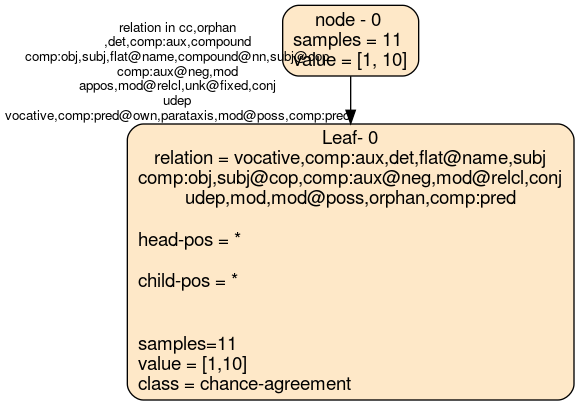 node - 0
samples = 11
value = [1, 10]
relation in cc,orphan
,det,comp:aux,compound
comp:obj,subj,flat@name,compound@nn,subj@cop
comp:aux@neg,mod
appos,mod@relcl,unk@fixed,conj
udep
vocative,comp:pred@own,parataxis,mod@poss,comp:pred
Leaf- 0
relation = vocative,comp:aux,det,flat@name,subj
comp:obj,subj@cop,comp:aux@neg,mod@relcl,conj
udep,mod,mod@poss,orphan,comp:pred
head-pos = *
child-pos = *
samples=11
value = [1,10]
class = chance-agreement